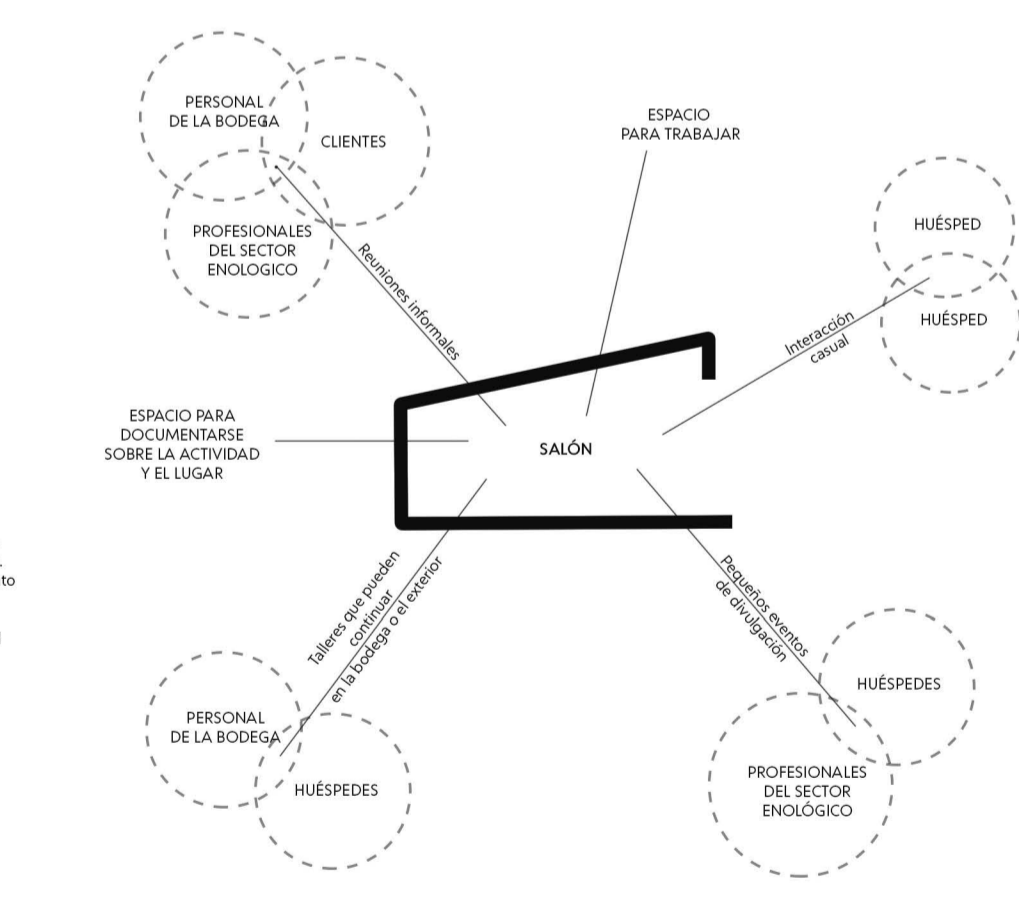 PERSONAL
DE LA BODEGA
CLIENTES
PROFESIONALES
DEL SECTOR
ENOLOGICO
Reuniones informales
ESPACIO
PARA TRABAJAR
HUÉSPED
HUÉSPED
Interacción
casual
ESPACIO PARA
DOCUMENTARSE
SOBRE LA ACTIVIDAD
Y EL LUGAR
SALÓN
to
Talleres que pueden
continuar
en la bodega o el exterior
PERSONAL
DE LA BODEGA
HUÉSPEDES
Pequeños eventos
de divulgación
HUÉSPEDES
PROFESIONALES
DEL SECTOR
ENOLÓGICO